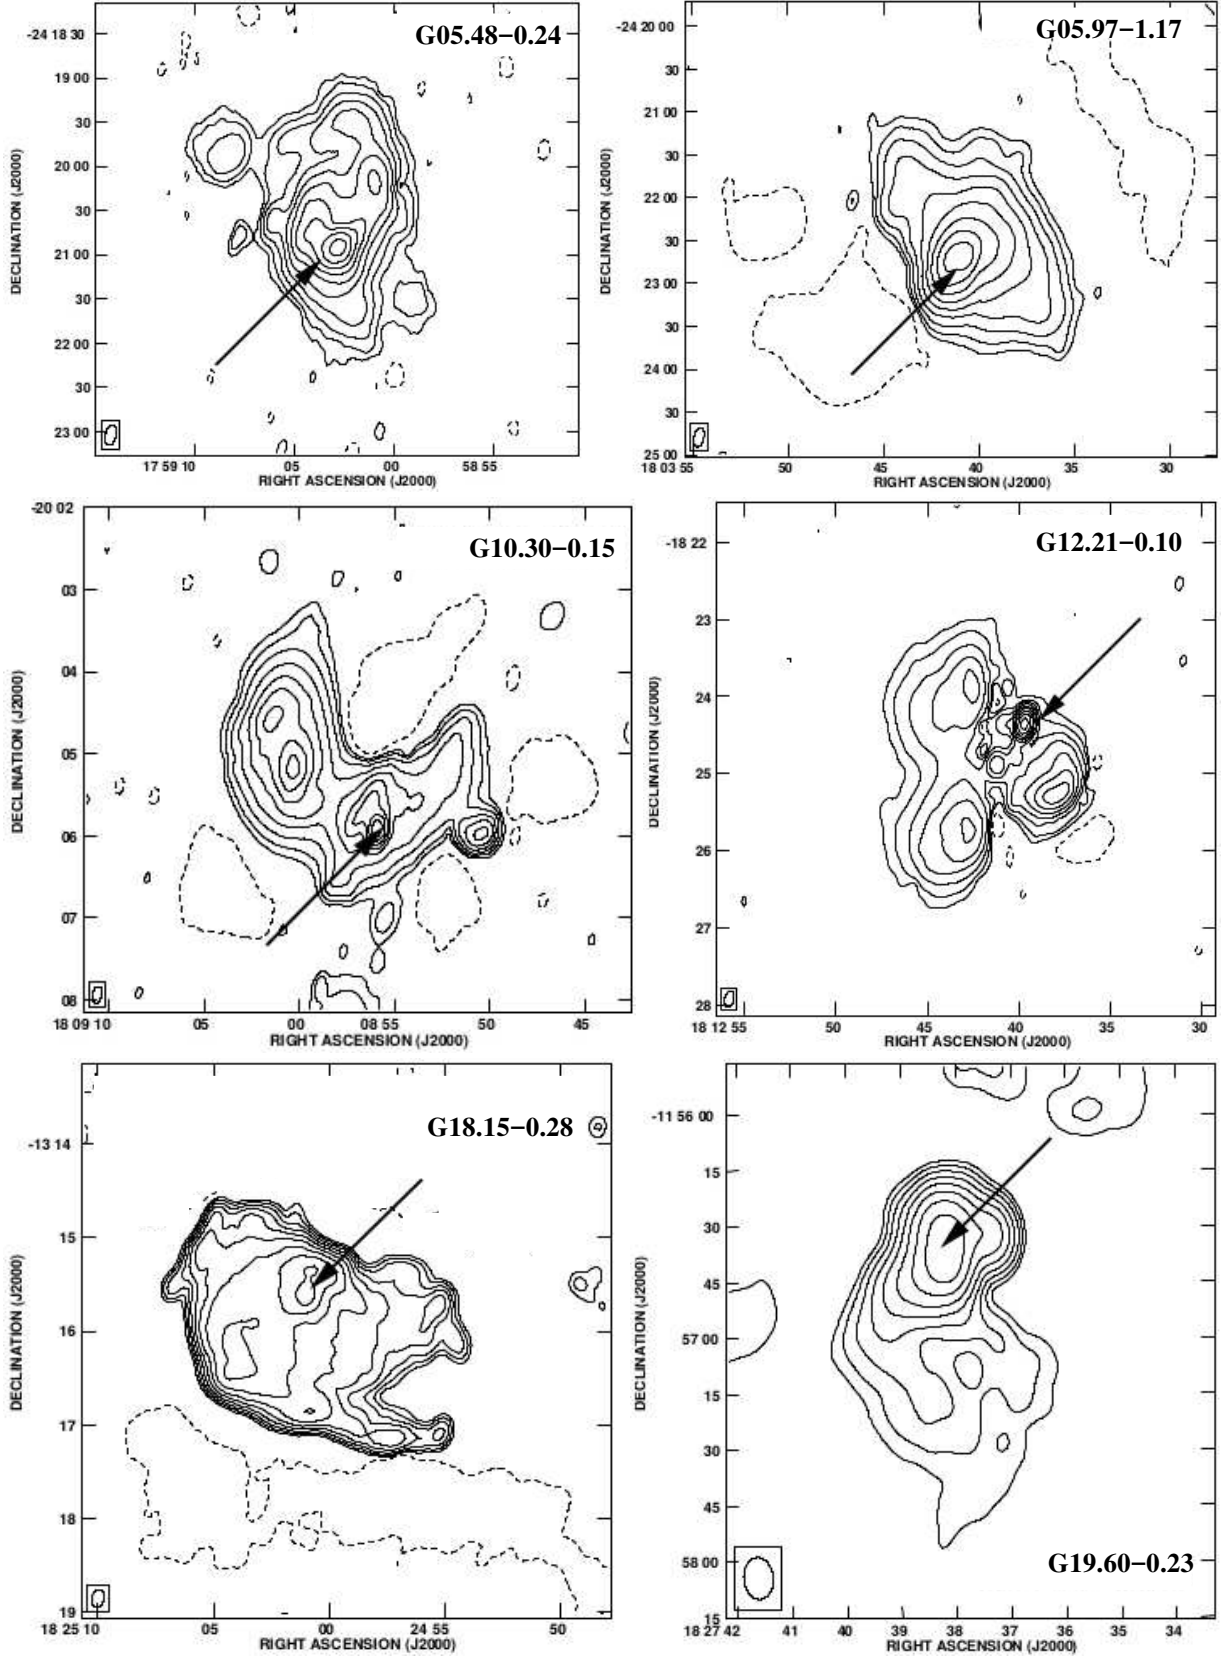 G05.48−0.24
-24 18 30
19 00
30
20 00
30
21 00
30
22 00
30
23 00
DECLINATION (J2000)
17 59 10
05
00
58 55
RIGHT ASCENSION (J2000)
G05.97−1.17
-24 20 00
30
21 00
30
22 00
30
23 00
30
24 00
30
25 00
DECLINATION (J2000)
18 03 55
50
45
40
35
30
RIGHT ASCENSION (J2000)
G10.30−0.15
-20 02
03
04
05
06
07
08
DECLINATION (J2000)
18 09 10
05
00
08 55
50
45
RIGHT ASCENSION (J2000)
G12.21−0.10
-18 22
23
24
25
26
27
28
DECLINATION (J2000)
18 12 55
50
45
40
35
30
RIGHT ASCENSION (J2000)
G18.15−0.28
-13 14
15
16
17
18
19
DECLINATION (J2000)
18 25 10
05
00
24 55
50
RIGHT ASCENSION (J2000)
G19.60−0.23
-11 56 00
15
30
45
57 00
15
30
45
58 00
15
DECLINATION (J2000)
18 27 42
41
40
39
38
37
36
35
34
RIGHT ASCENSION (J2000)